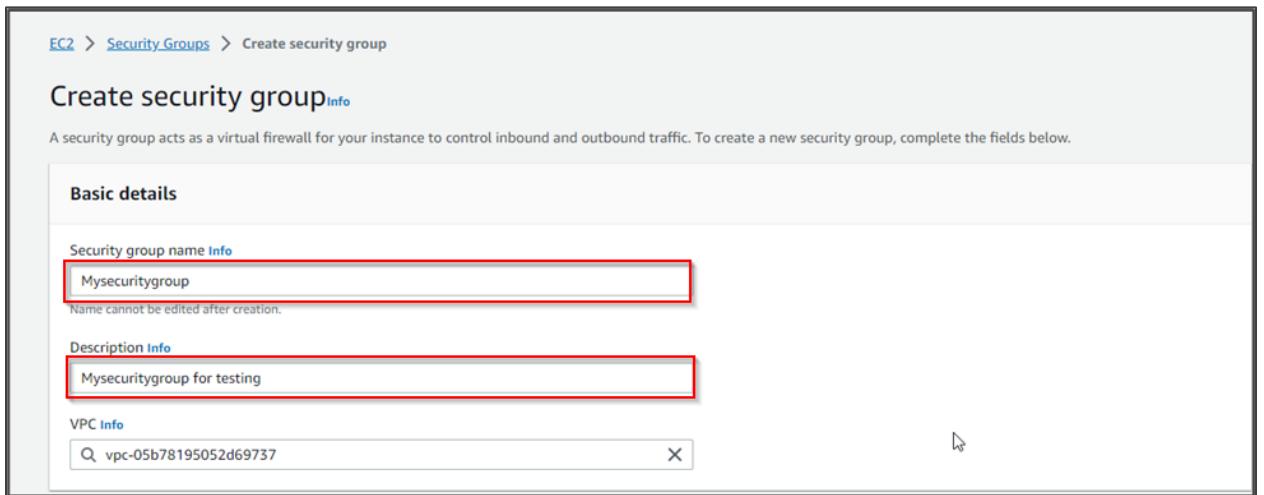 EC2 > Security Groups > Create security group
Create security group Info
A security group acts as a virtual firewall for your instance to control inbound and outbound traffic. To create a new security group, complete the fields below.
Basic details
Security group name Info
Mysecuritygroup
Name cannot be edited after creation.
Description Info
Mysecuritygroup for testing
VPC Info
vpc-05b78195052d69737